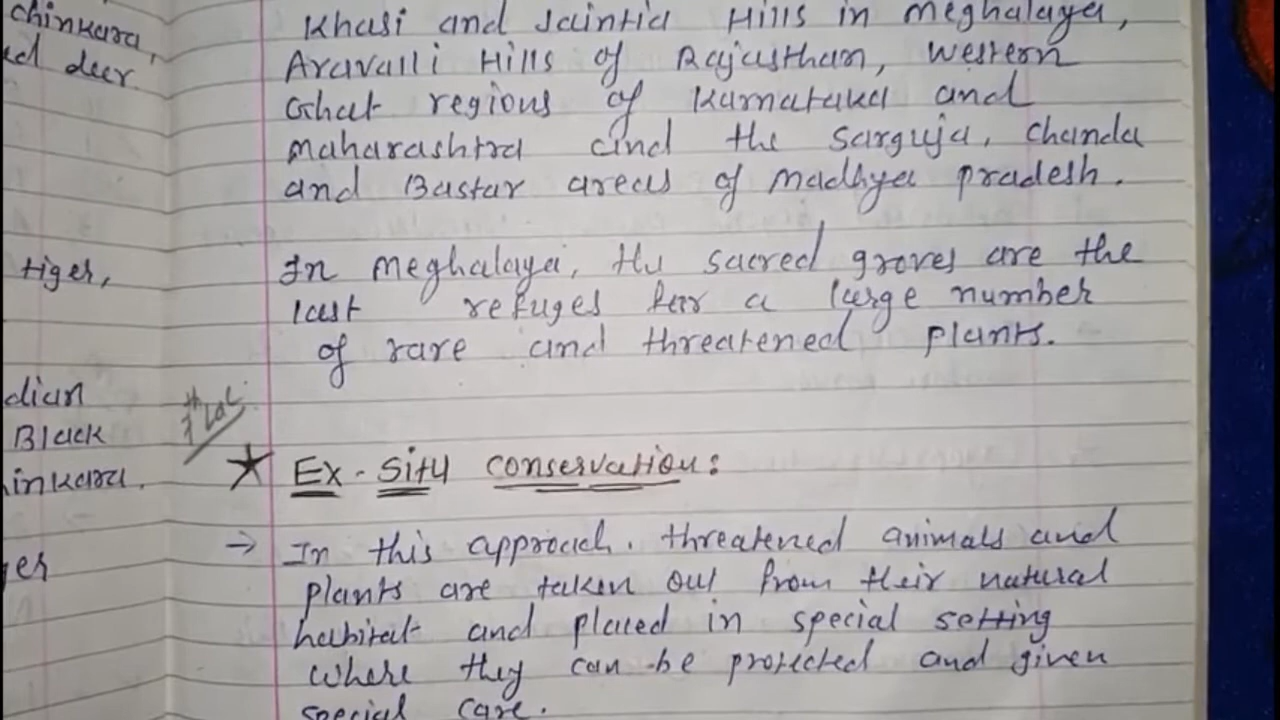 chinkara,
ed deer.
tiger,
dian
Black
inkara.
ger
Khasi and Jaintia Hills in Meghalaya,
Aravalli Hills of Rajasthan, Western
Ghat regions of Karnataka and
Maharashtra and the Sarguja, Chanda
and Bastar areas of Madhya pradesh.
In Meghalaya, the sacred groves are the
last refuges for a large number
of rare and threatened plants.
★ Ex-Situ conservation:
→ In this approach, threatened animals and
plants are taken out from their natural
habitat and placed in special setting
where they can be protected and given
special care.